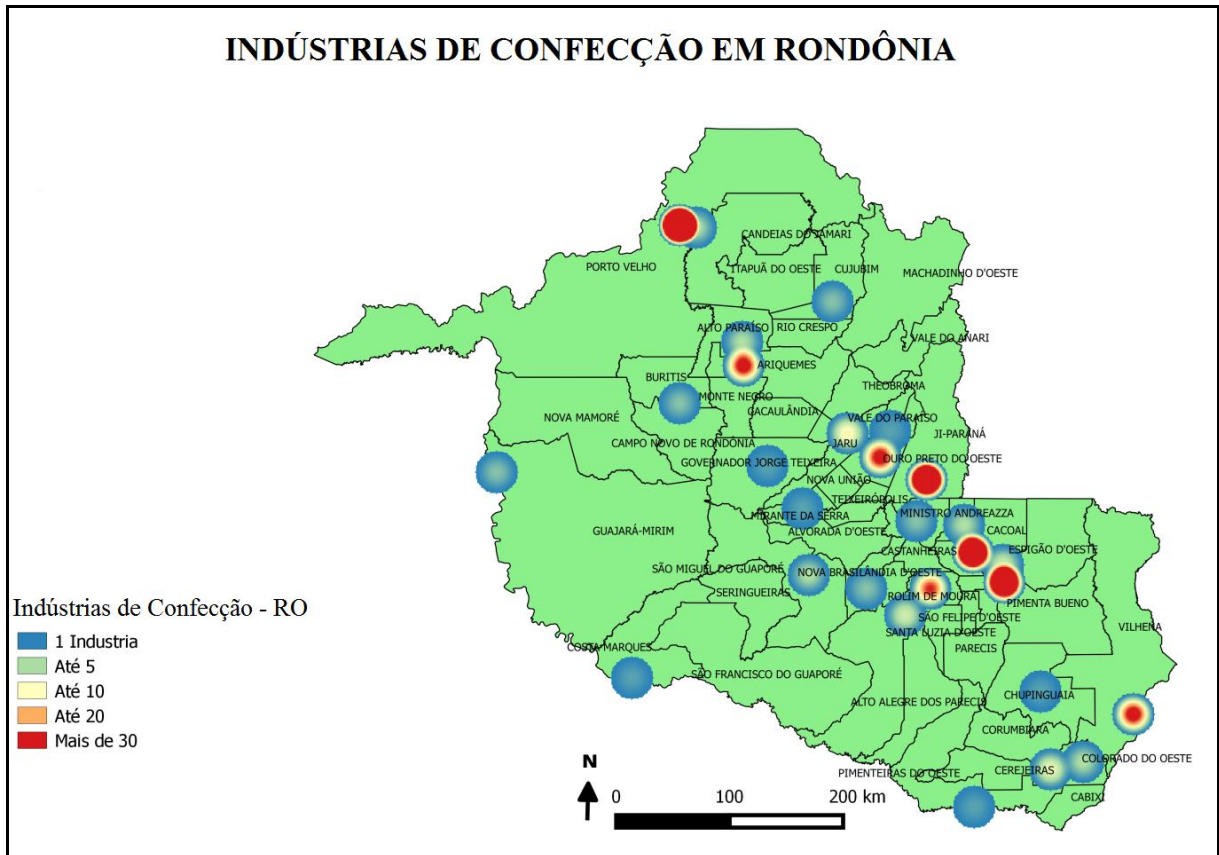 INDÚSTRIAS DE CONFECÇÃO EM RONDÔNIA
CANDEIAS DO JAMARI
PORTO VELHO
ITAPUÃ DO OESTE
CUJUBIM
MACHADINHO D'OESTE
ALTO PARAÍSO
RIO CRESPO
VALE DO ANARI
ARIQUEMES
BURITIS
THEOBROMA
MONTE NEGRO
NOVA MAMORÉ
CACAULÂNDIA
VALE DO PARAÍSO
JI-PARANÁ
CAMPO NOVO DE RONDÔNIA
JARU
GOVERNADOR JORGE TEIXEIRA
OURO PRETO DO OESTE
NOVA UNIÃO
TEIXEIRÓPOLIS
MIRANTE DA SERRA
MINISTRO ANDREAZZA
GUAJARÁ-MIRIM
ALVORADA D'OESTE
CACOAL
CASTANHEIRAS
ESPIGÃO D'OESTE
SÃO MIGUEL DO GUAPORÉ
NOVA BRASILÂNDIA D'OESTE
SERINGUEIRAS
ROLIM DE MOURA
PIMENTA BUENO
SÃO FELIPE D'OESTE
VILHENA
SANTA LUZIA D'OESTE
COSTA MARQUES
PARECIS
SÃO FRANCISCO DO GUAPORÉ
CHUPINGUAIA
ALTO ALEGRE DOS PARECIS
CORUMBIARA
COLORADO DO OESTE
PIMENTEIRAS DO OESTE
CEREJEIRAS
CABIXI
Indústrias de Confecção - RO
1 Industria
Até 5
Até 10
Até 20
Mais de 30
N
0 100 200 km